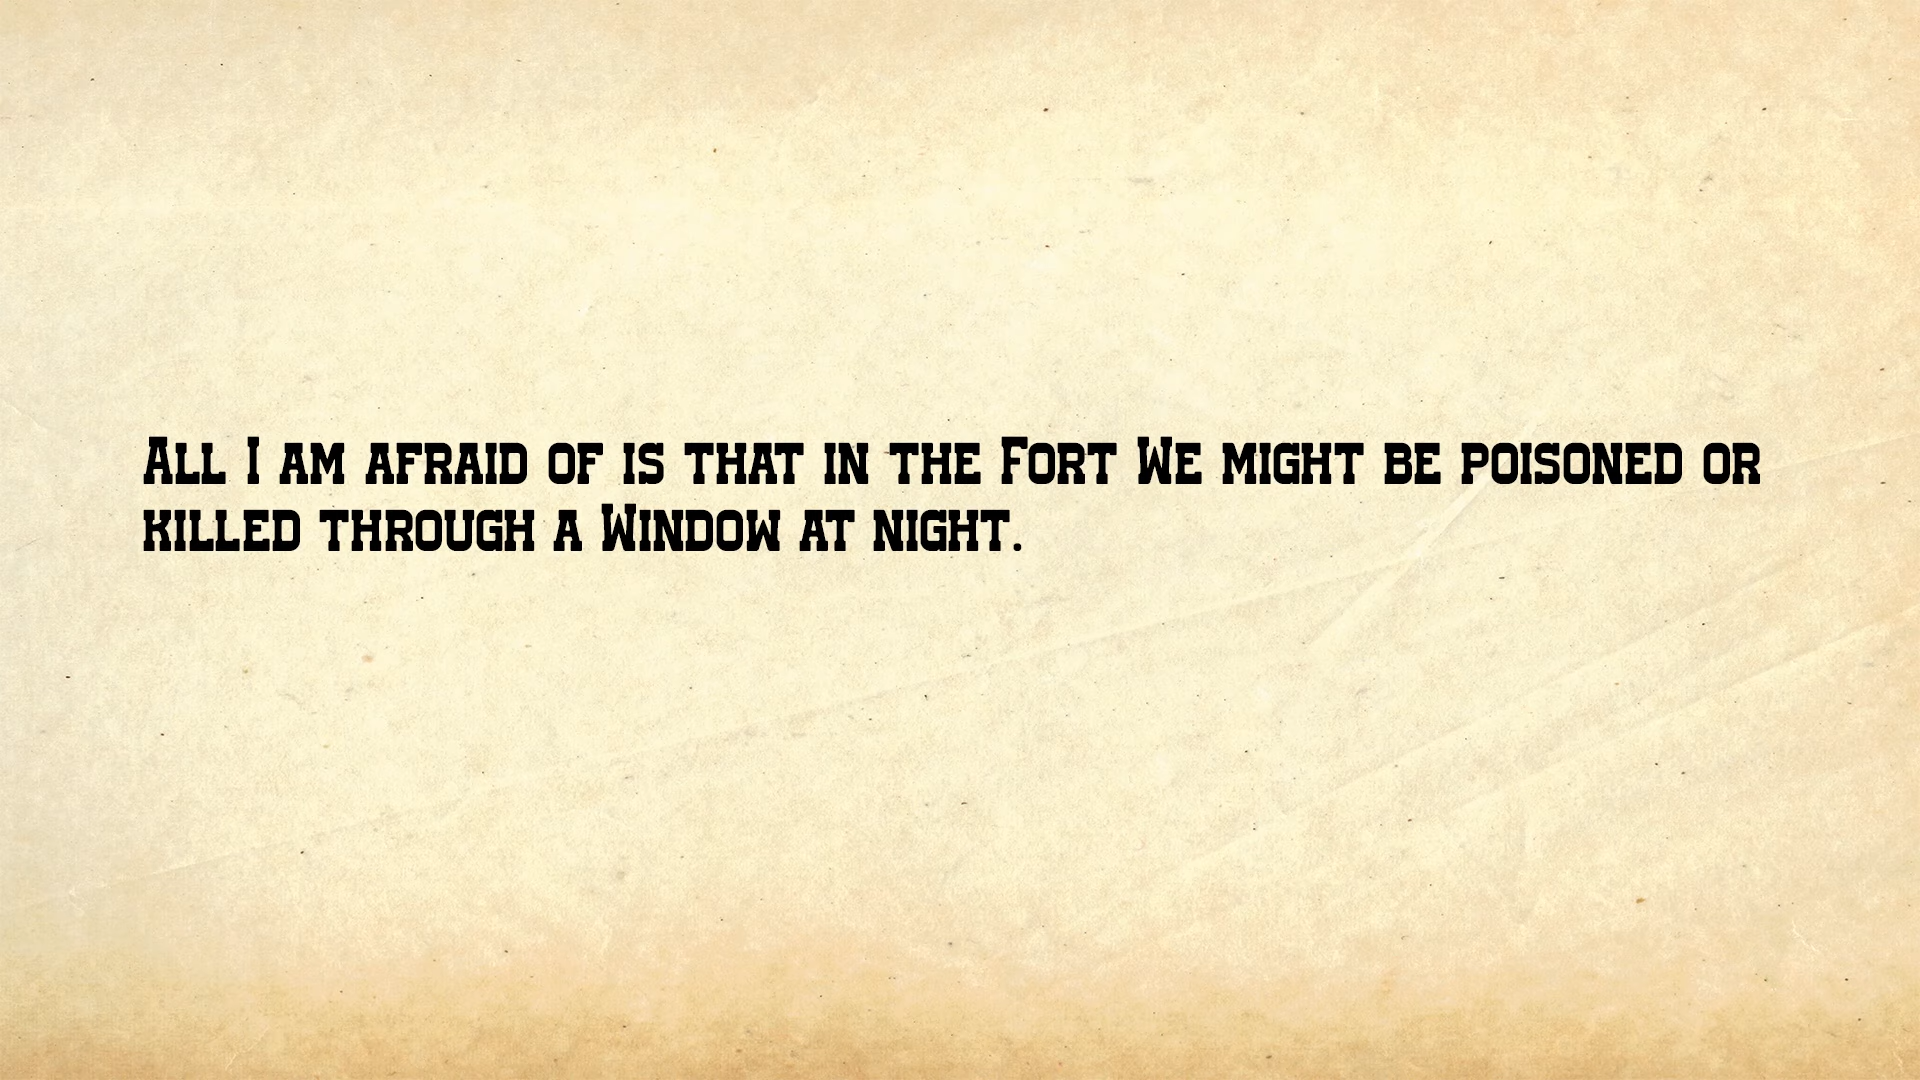 All I am afraid of is that in the Fort We might be poisoned or
killed through a Window at night.